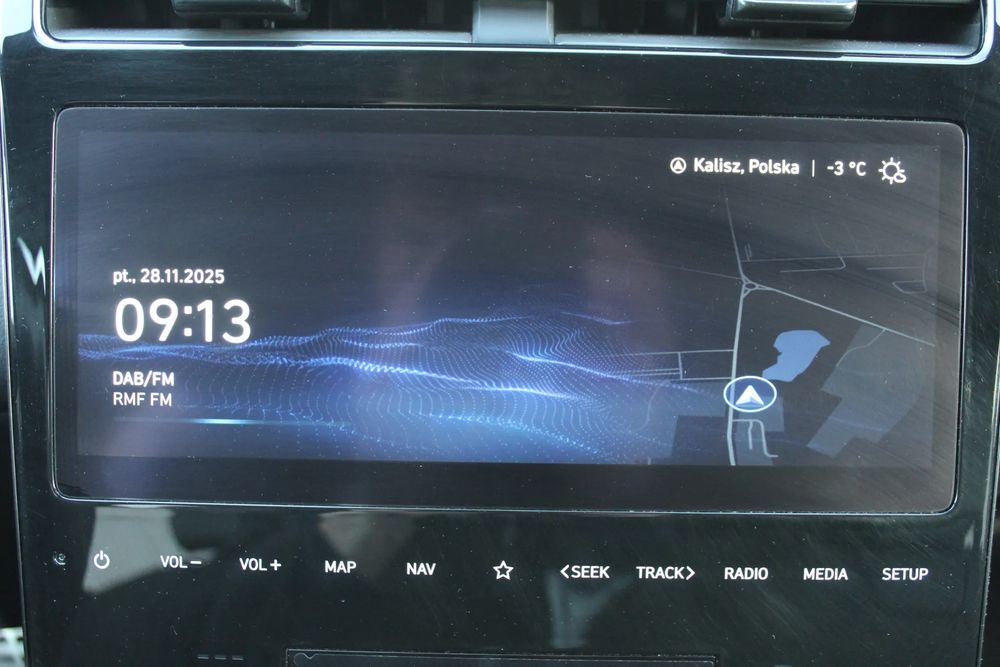 Kalisz, Polska | -3 °C
pt., 28.11.2025
09:13
DAB/FM
RMF FM
VOL− VOL+ MAP NAV <SEEK TRACK> RADIO MEDIA SETUP